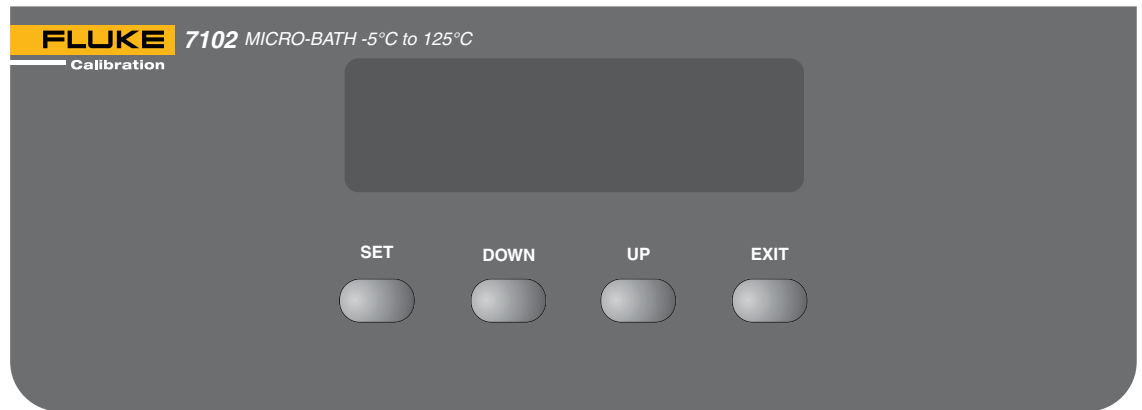 FLUKE 7102 MICRO-BATH -5°C to 125°C
Calibration
SET DOWN UP EXIT